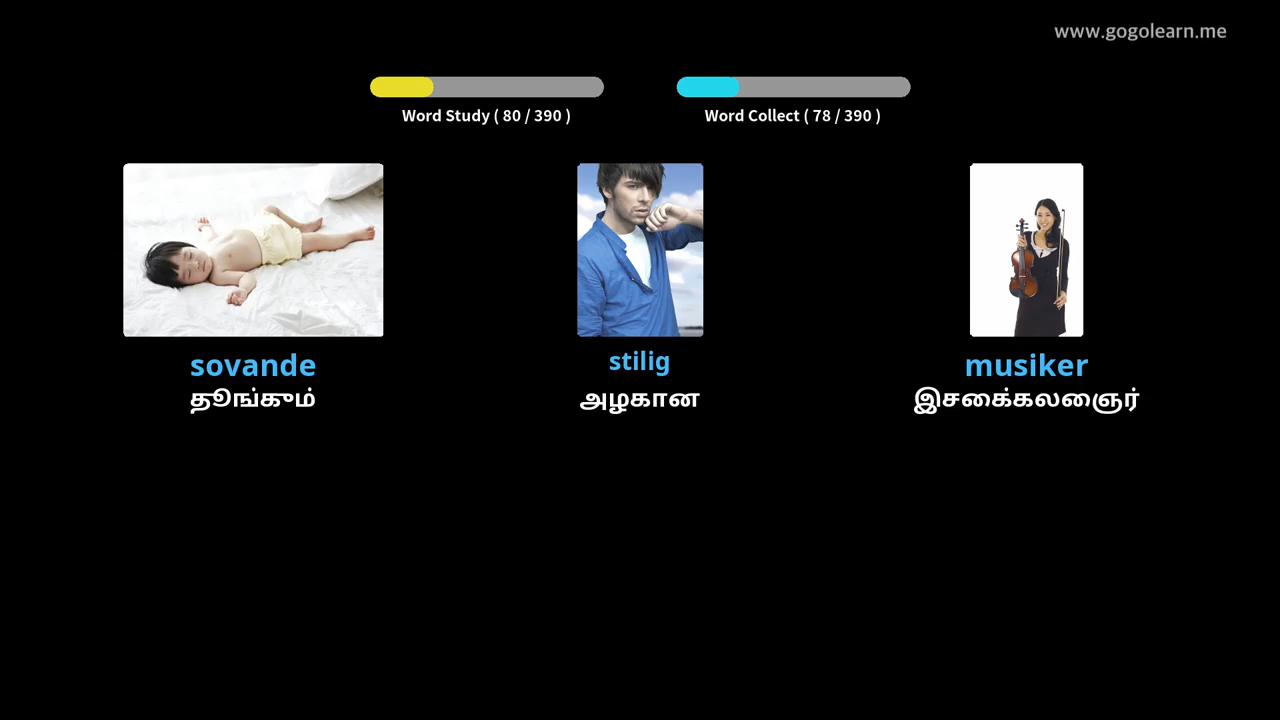 www.gogolearn.me
Word Study ( 80 / 390 )
Word Collect ( 78 / 390 )
sovande
stilig
musiker
தூங்கும்
அழகான
இசைக்கலைஞர்